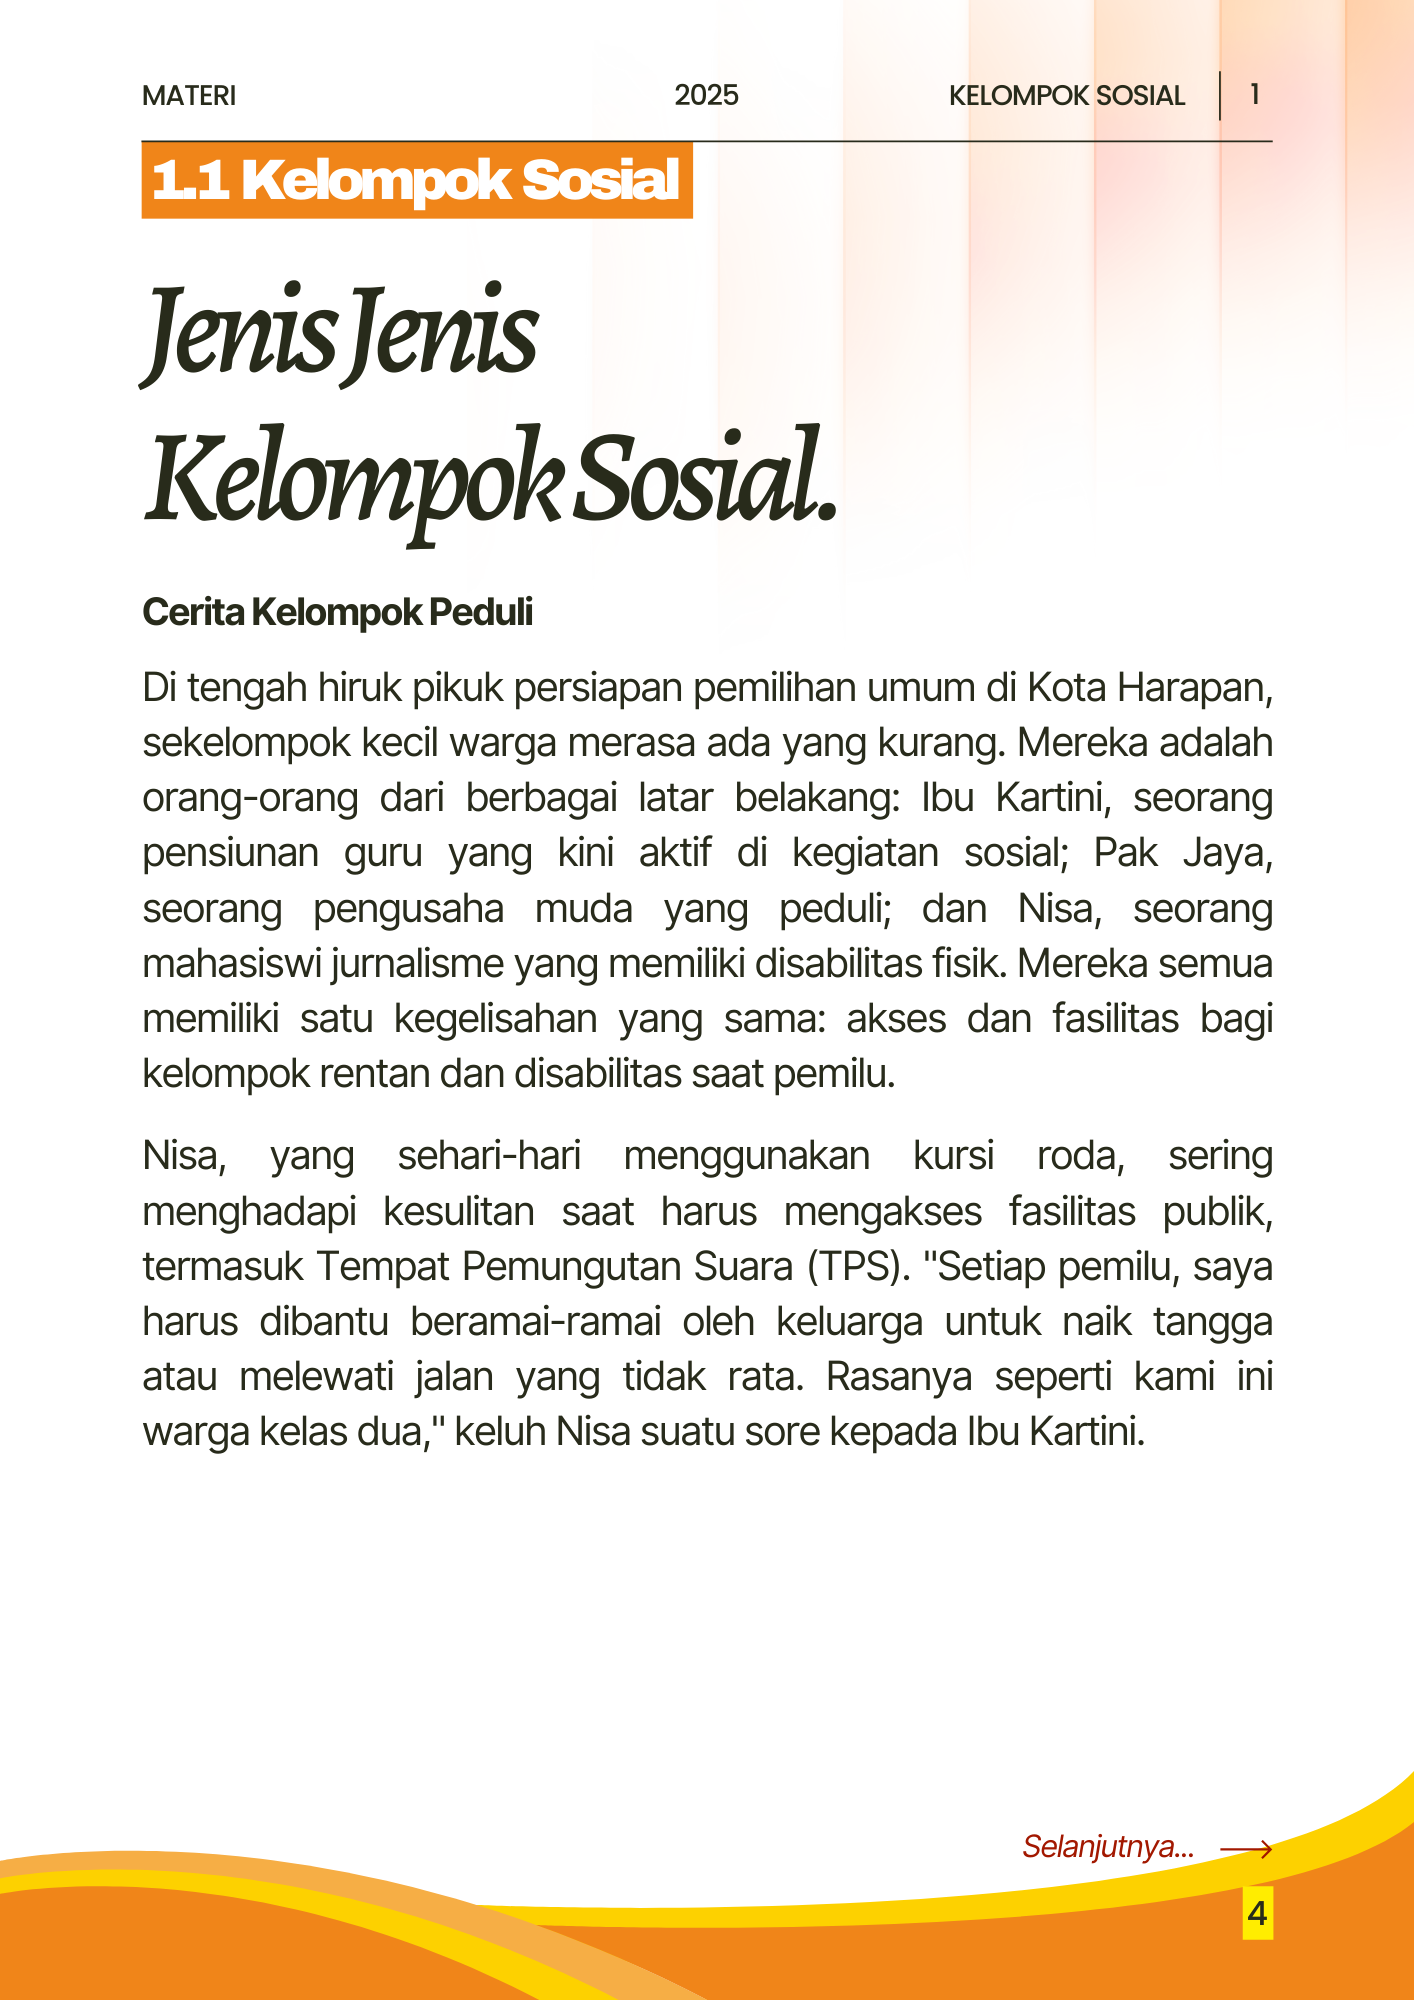 MATERI
2025
KELOMPOK SOSIAL
1
1.1 Kelompok Sosial
Jenis Jenis
Kelompok Sosial.
Cerita Kelompok Peduli
Di tengah hiruk pikuk persiapan pemilihan umum di Kota Harapan,
sekelompok kecil warga merasa ada yang kurang. Mereka adalah
orang-orang dari berbagai latar belakang: Ibu Kartini, seorang
pensiunan guru yang kini aktif di kegiatan sosial; Pak Jaya,
seorang pengusaha muda yang peduli; dan Nisa, seorang
mahasiswi jurnalisme yang memiliki disabilitas fisik. Mereka semua
memiliki satu kegelisahan yang sama: akses dan fasilitas bagi
kelompok rentan dan disabilitas saat pemilu.
Nisa, yang sehari-hari menggunakan kursi roda, sering
menghadapi kesulitan saat harus mengakses fasilitas publik,
termasuk Tempat Pemungutan Suara (TPS). "Setiap pemilu, saya
harus dibantu beramai-ramai oleh keluarga untuk naik tangga
atau melewati jalan yang tidak rata. Rasanya seperti kami ini
warga kelas dua," keluh Nisa suatu sore kepada Ibu Kartini.
Selanjutnya...
4